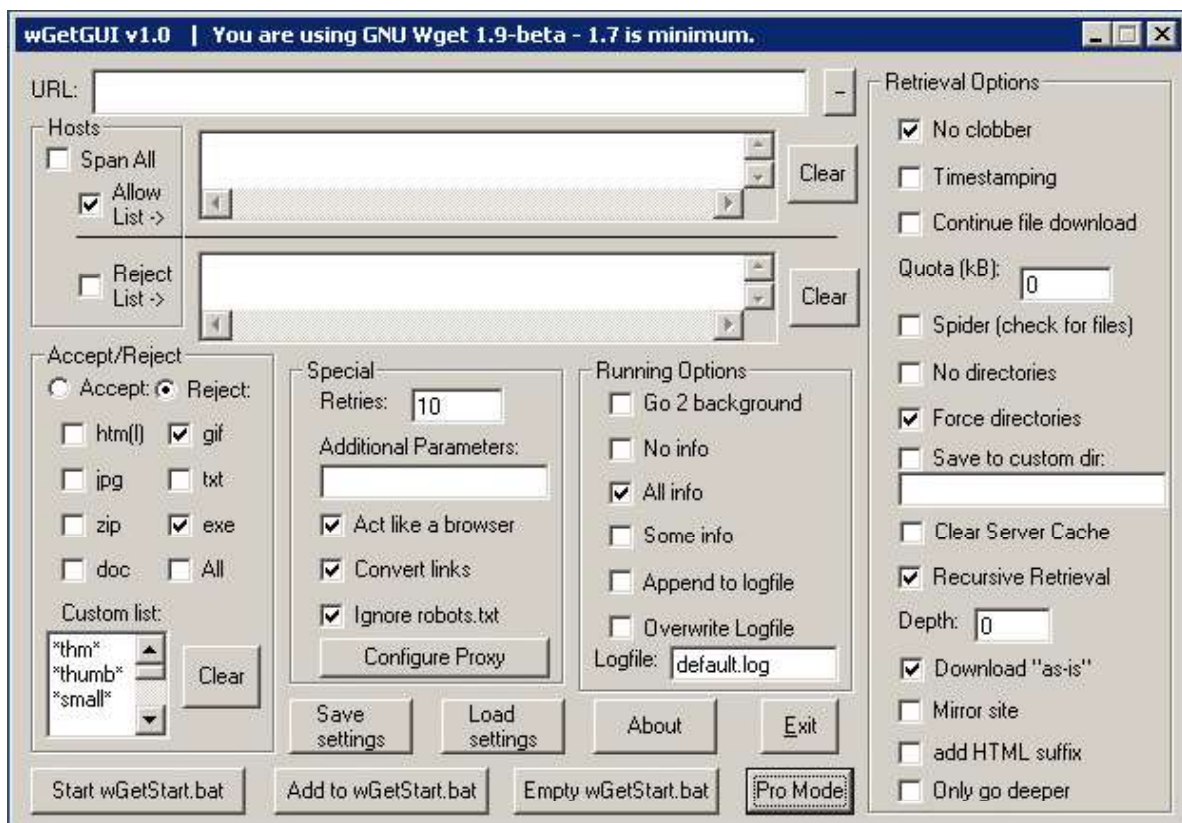 wGetGUI v1.0 | You are using GNU Wget 1.9-beta - 1.7 is minimum.
URL:
-
Hosts
Span All
Allow
List ->
Clear
Reject
List ->
Clear
Accept/Reject
Accept: Reject:
htm(l) gif
jpg txt
zip exe
doc All
Custom list:
*thm*
*thumb*
*small*
Clear
Special
Retries: 10
Additional Parameters:
Act like a browser
Convert links
Ignore robots.txt
Configure Proxy
Running Options
Go 2 background
No info
All info
Some info
Append to logfile
Overwrite Logfile
Logfile: default.log
Retrieval Options
No clobber
Timestamping
Continue file download
Quota (kB): 0
Spider (check for files)
No directories
Force directories
Save to custom dir:
Clear Server Cache
Recursive Retrieval
Depth: 0
Download "as-is"
Mirror site
add HTML suffix
Only go deeper
Save
settings
Load
settings
About
Exit
Start wGetStart.bat
Add to wGetStart.bat
Empty wGetStart.bat
Pro Mode